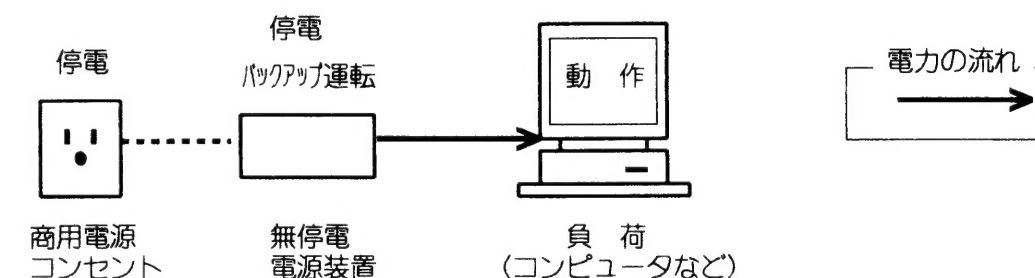 停電
停電
バックアップ運転
動 作
電力の流れ
商用電源
コンセント
無停電
電源装置
負 荷
(コンピュータなど)